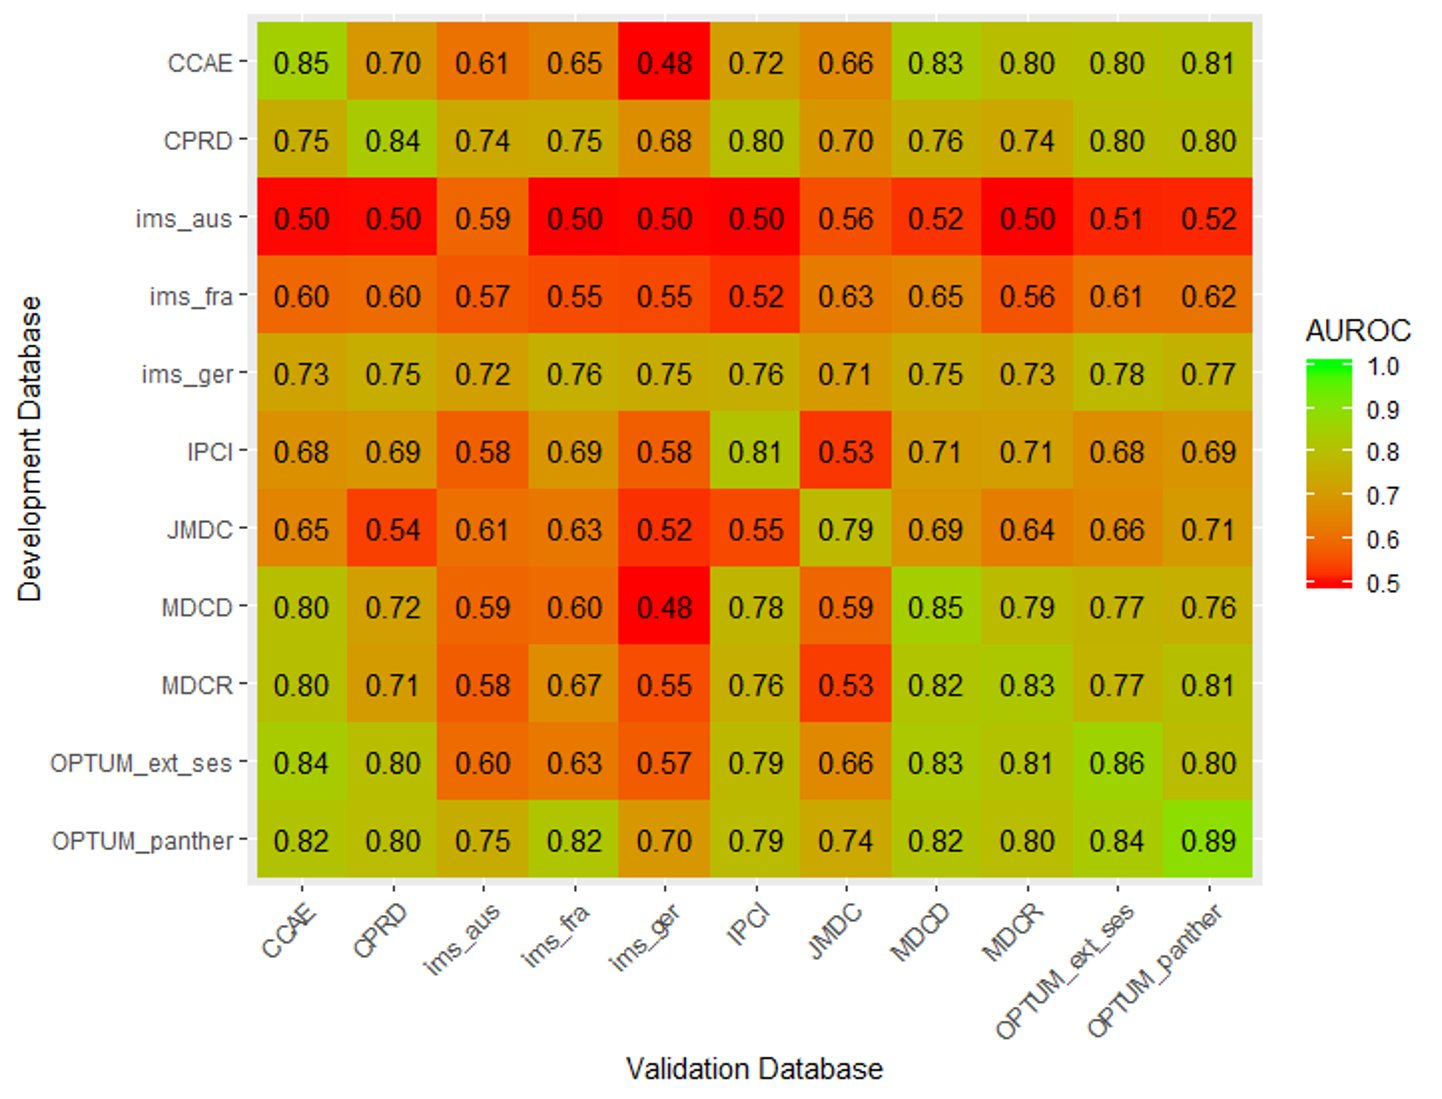 CCAE 0.85 0.70 0.61 0.65 0.48 0.72 0.66 0.83 0.80 0.80 0.81
CPRD 0.75 0.84 0.74 0.75 0.68 0.80 0.70 0.76 0.74 0.80 0.80
ims_aus 0.50 0.50 0.59 0.50 0.50 0.50 0.56 0.52 0.50 0.51 0.52
ims_fra 0.60 0.60 0.57 0.55 0.55 0.52 0.63 0.65 0.56 0.61 0.62
ims_ger 0.73 0.75 0.72 0.76 0.75 0.76 0.71 0.75 0.73 0.78 0.77
IPCI 0.68 0.69 0.58 0.69 0.58 0.81 0.53 0.71 0.71 0.68 0.69
JMDC 0.65 0.54 0.61 0.63 0.52 0.55 0.79 0.69 0.64 0.66 0.71
MDCD 0.80 0.72 0.59 0.60 0.48 0.78 0.59 0.85 0.79 0.77 0.76
MDCR 0.80 0.71 0.58 0.67 0.55 0.76 0.53 0.82 0.83 0.77 0.81
OPTUM_ext_ses 0.84 0.80 0.60 0.63 0.57 0.79 0.66 0.83 0.81 0.86 0.80
OPTUM_panther 0.82 0.80 0.75 0.82 0.70 0.79 0.74 0.82 0.80 0.84 0.89
CCAE CPRD ims_aus ims_fra ims_ger IPCI JMDC MDCD MDCR OPTUM_ext_ses OPTUM_panther
Development Database
Validation Database
AUROC
1.0
0.9
0.8
0.7
0.6
0.5